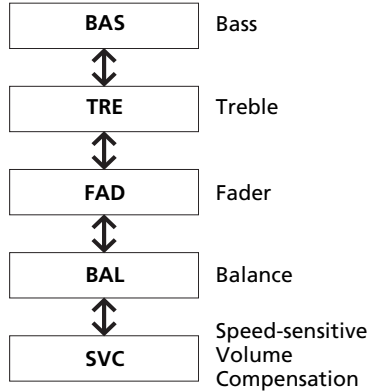 BAS Bass
TRE Treble
FAD Fader
BAL Balance
SVC Speed-sensitive
Volume
Compensation